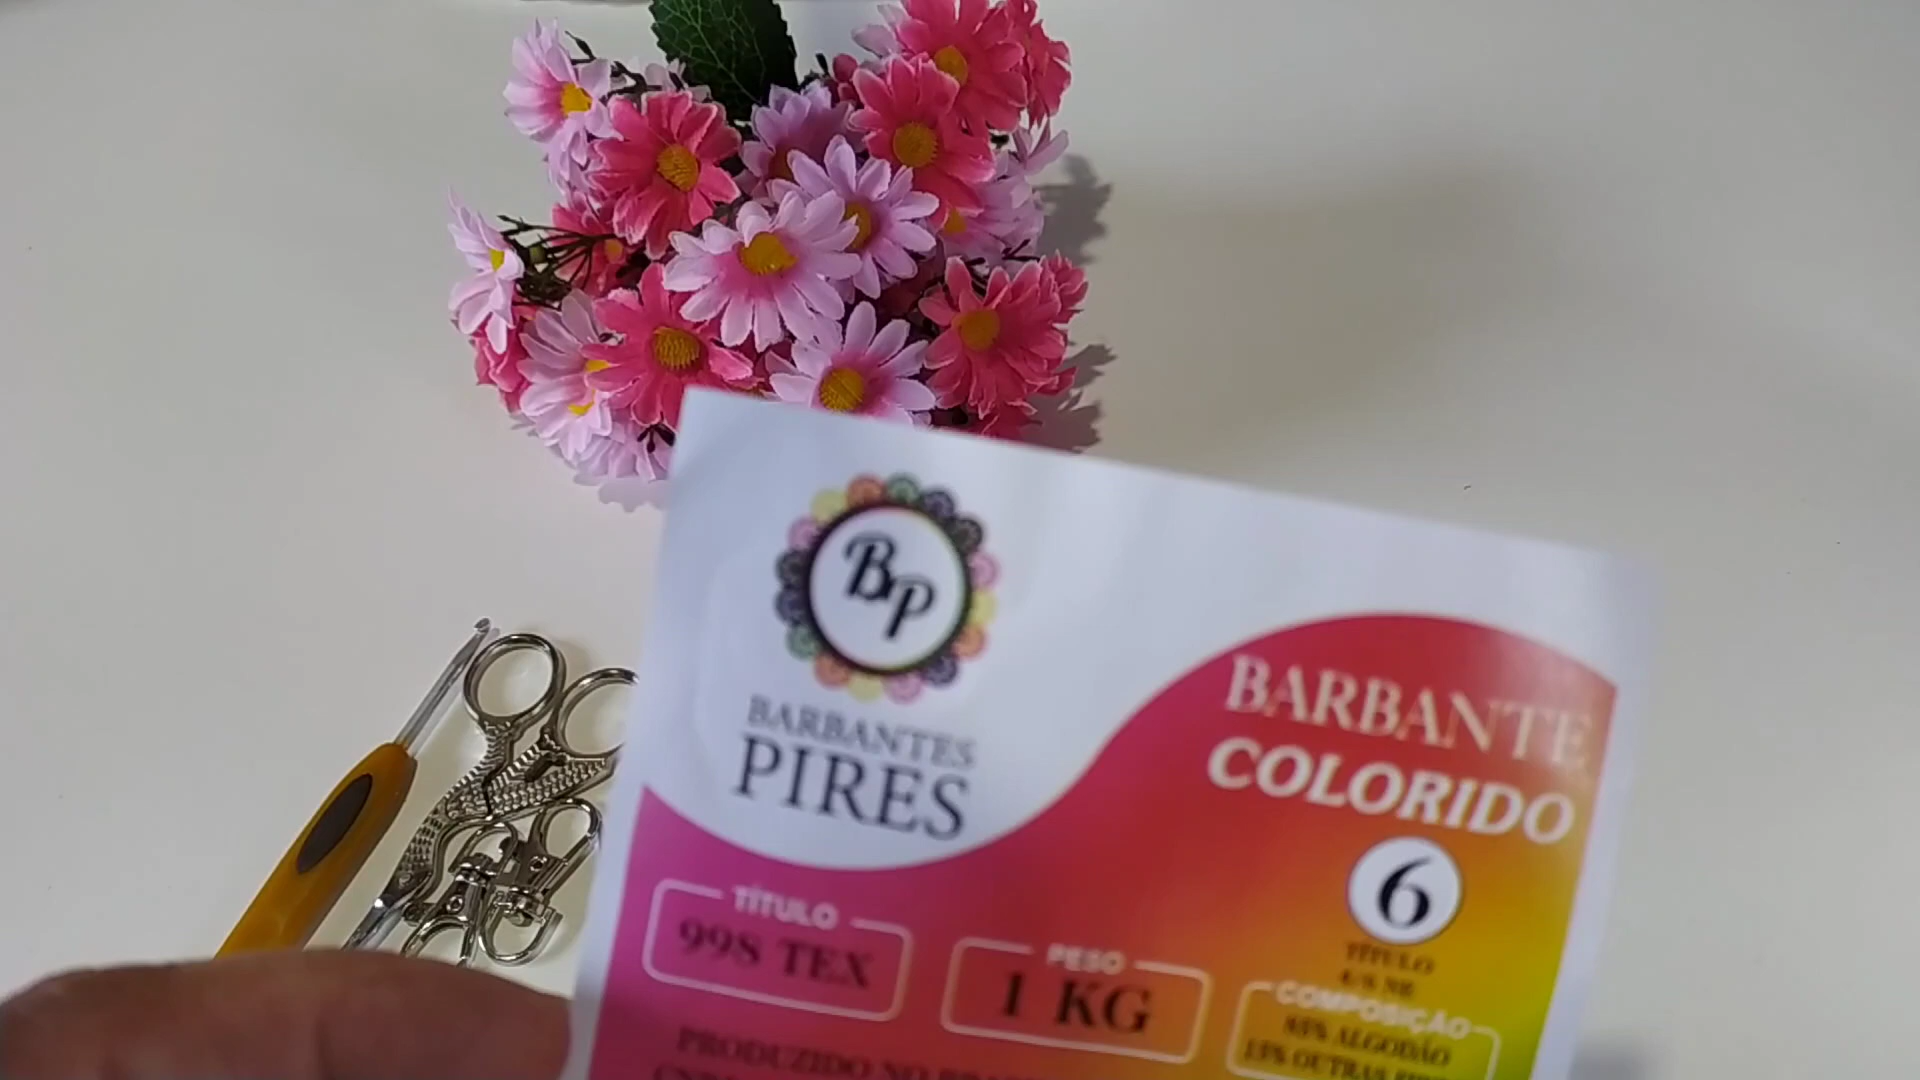 BP
BARBANTES
PIRES
BARBANTE
COLORIDO
6
TÍTULO
TÍTULO
998 TEX
PESO
1 KG
COMPOSIÇÃO
85% ALGODÃO
15% OUTRAS
PRODUZIDO NO